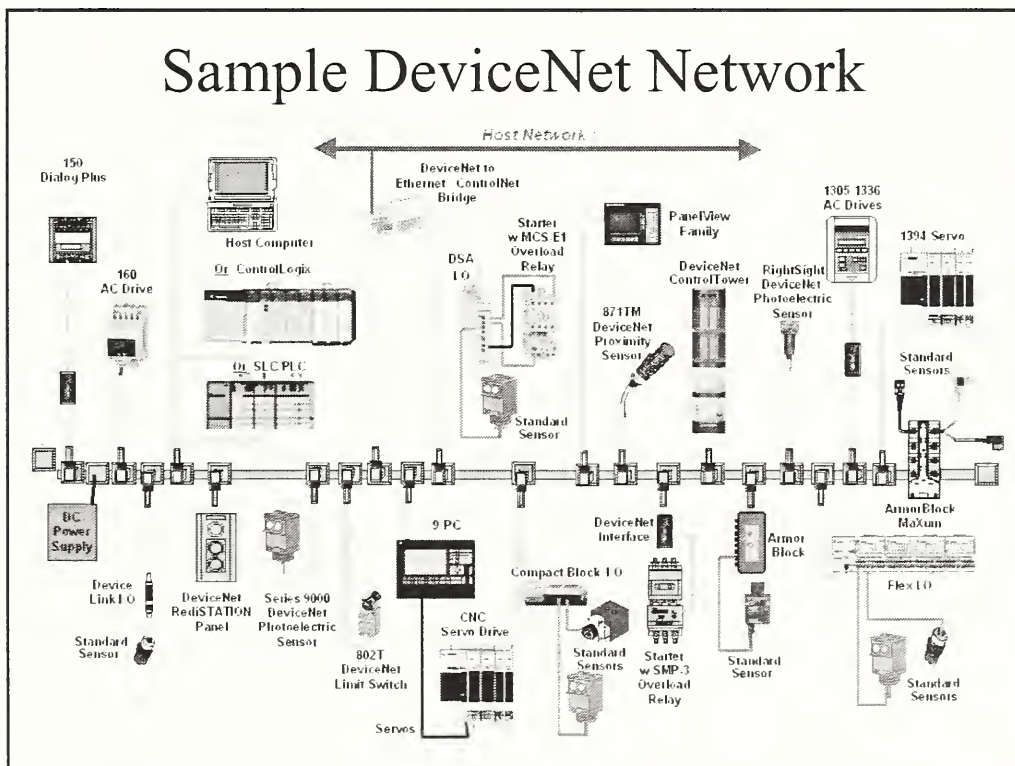 Sample DeviceNet Network
Host Network
150
Dialog Plus
DeviceNet to
Ethernet ControlNet
Bridge
Host Computer
160
AC Drive
Or ControlLogix
Or SLC PLC
DSA
I/O
Starter
w MCS-E1
Overload
Relay
Standard
Sensor
PanelView
Family
871TM
DeviceNet
Proximity
Sensor
DeviceNet
ControlTower
RightSight
DeviceNet
Photoelectric
Sensor
1305 1336
AC Drives
1394 Servo
Standard
Sensors
DC
Power
Supply
Device
Link I/O
Standard
Sensor
DeviceNet
RediSTATION
Panel
Series 9000
DeviceNet
Photoelectric
Sensor
802T
DeviceNet
Limit Switch
9 PC
CNC
Servo Drive
Servos
Compact Block I/O
Standard
Sensors
DeviceNet
Interface
Starter
w SMP-3
Overload
Relay
Armor
Block
Standard
Sensor
ArmorBlock
MaXum
Flex I/O
Standard
Sensors